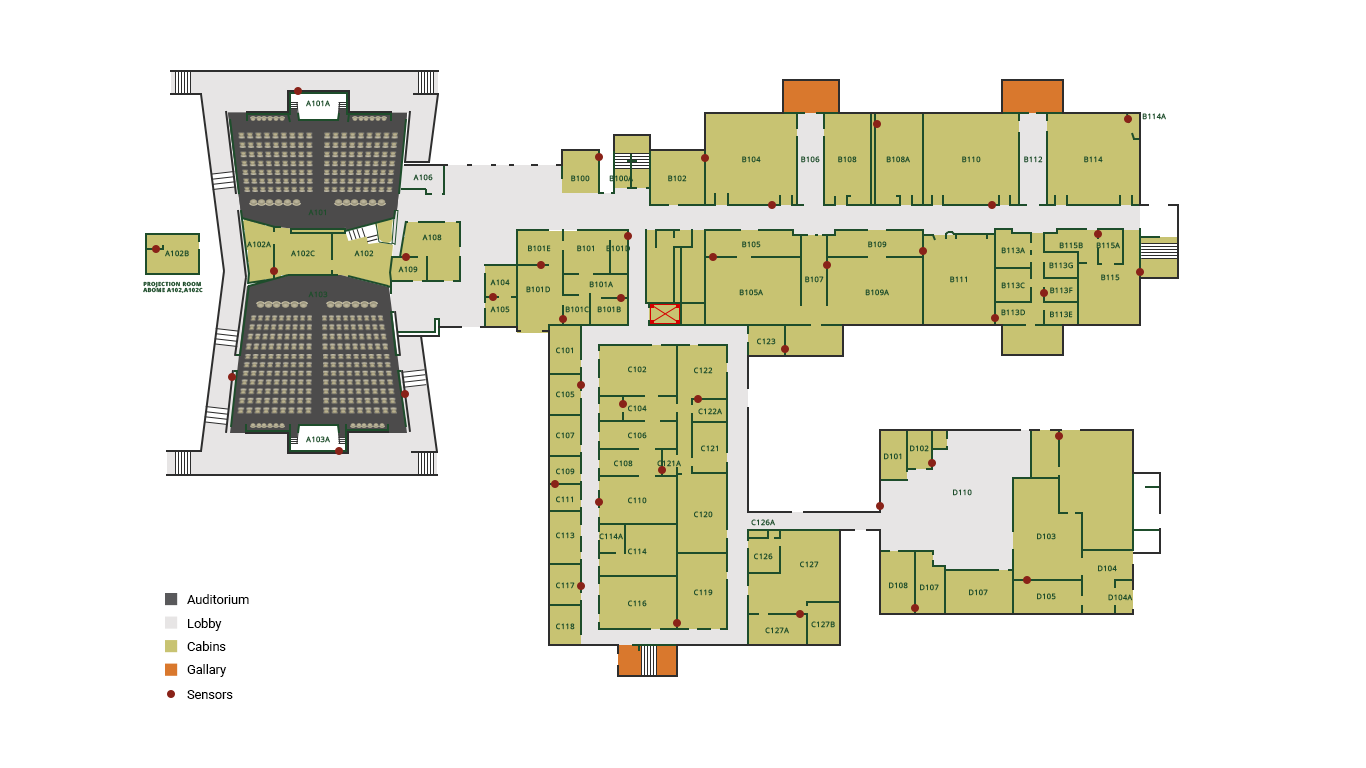 A101A
A101
A106
A102A
A102C
A102
A108
A109
A102B
PROJECTION ROOM
ABOVE A102,A102C
A103
A103A
A104
A105
B100
B100A
B102
B104
B106
B108
B108A
B110
B112
B114
B114A
B101E
B101
B101D
B101D
B101A
B101C
B101B
B105
B105A
B107
B109
B109A
B111
B113A
B113C
B113D
B115B
B115A
B113G
B113F
B113E
B115
C123
C101
C105
C107
C109
C111
C113
C117
C118
C102
C104
C106
C108
C110
C114A
C114
C116
C122
C122A
C121
C121A
C120
C119
C126A
C126
C127
C127A
C127B
D101
D102
D110
D103
D104
D104A
D105
D108
D107
D107
Auditorium
Lobby
Cabins
Gallary
Sensors